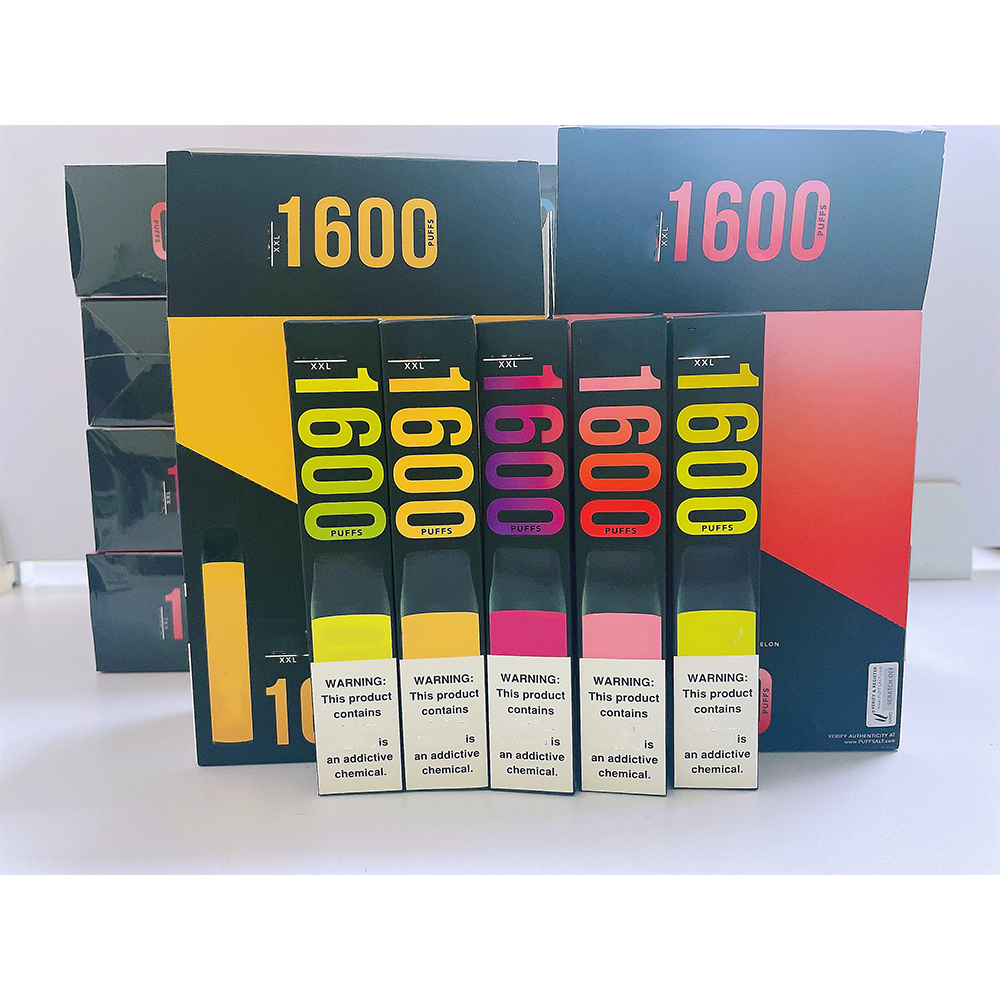 XXL
1600
PUFFS
XXL
1600
PUFFS
XXL
1600
PUFFS
WARNING:
This product
contains
is
an addictive
chemical.
XXL
1600
PUFFS
WARNING:
This product
contains
is
an addictive
chemical.
XXL
1600
PUFFS
WARNING:
This product
contains
is
an addictive
chemical.
1600
PUFFS
WARNING:
This product
contains
is
an addictive
chemical.
XXL
1600
PUFFS
WARNING:
This product
contains
is
an addictive
chemical.
XXL
PUFFS
SCRATCH-OFF
VERIFY AUTHENTICITY AT
www.PUFFSALT.com